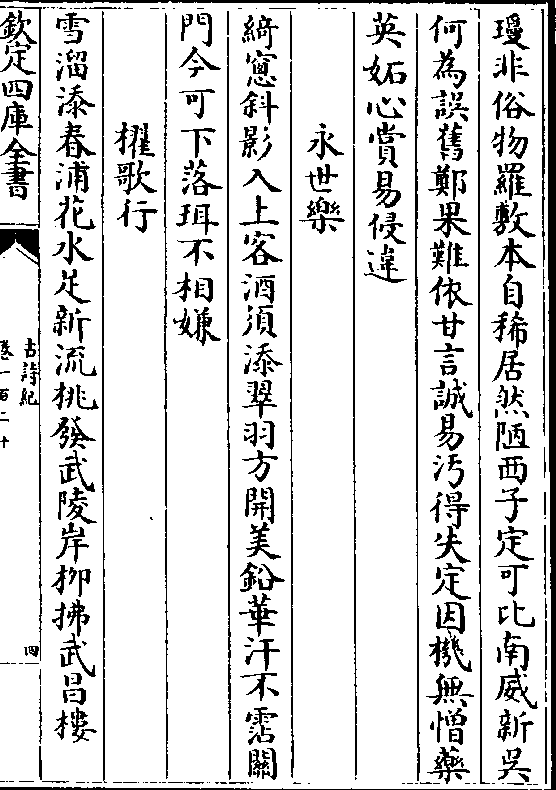 瓊非俗物羅敷本自稀居然陋西子定可比南威新吳
何為誤舊鄭果難依甘言誠易汚得失定因機無憎藥
英妬心賞易侵違
永世樂
綺窻斜影入上客酒須添翠羽方開美鉛華汗不霑關
門今可下落珥不相嫌
櫂歌行
雪溜添春浦花水足新流桃發武陵岸栁拂武昌樓
欽定四庫全書
古詩紀
卷一百二十
四